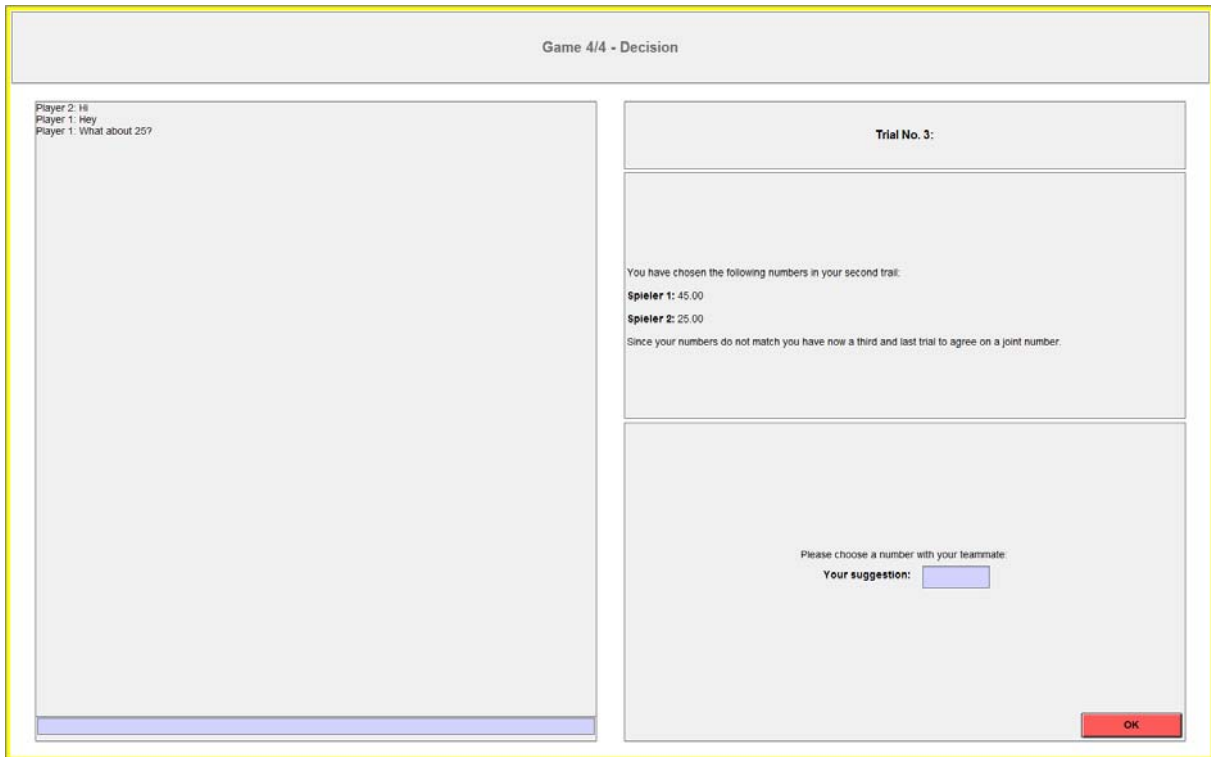 Game 4/4 - Decision
Player 2: Hi
Player 1: Hey
Player 1: What about 25?
Trial No. 3:
You have chosen the following numbers in your second trail:
Spieler 1: 45.00
Spieler 2: 25.00
Since your numbers do not match you have now a third and last trial to agree on a joint number.
Please choose a number with your teammate:
Your suggestion:
OK